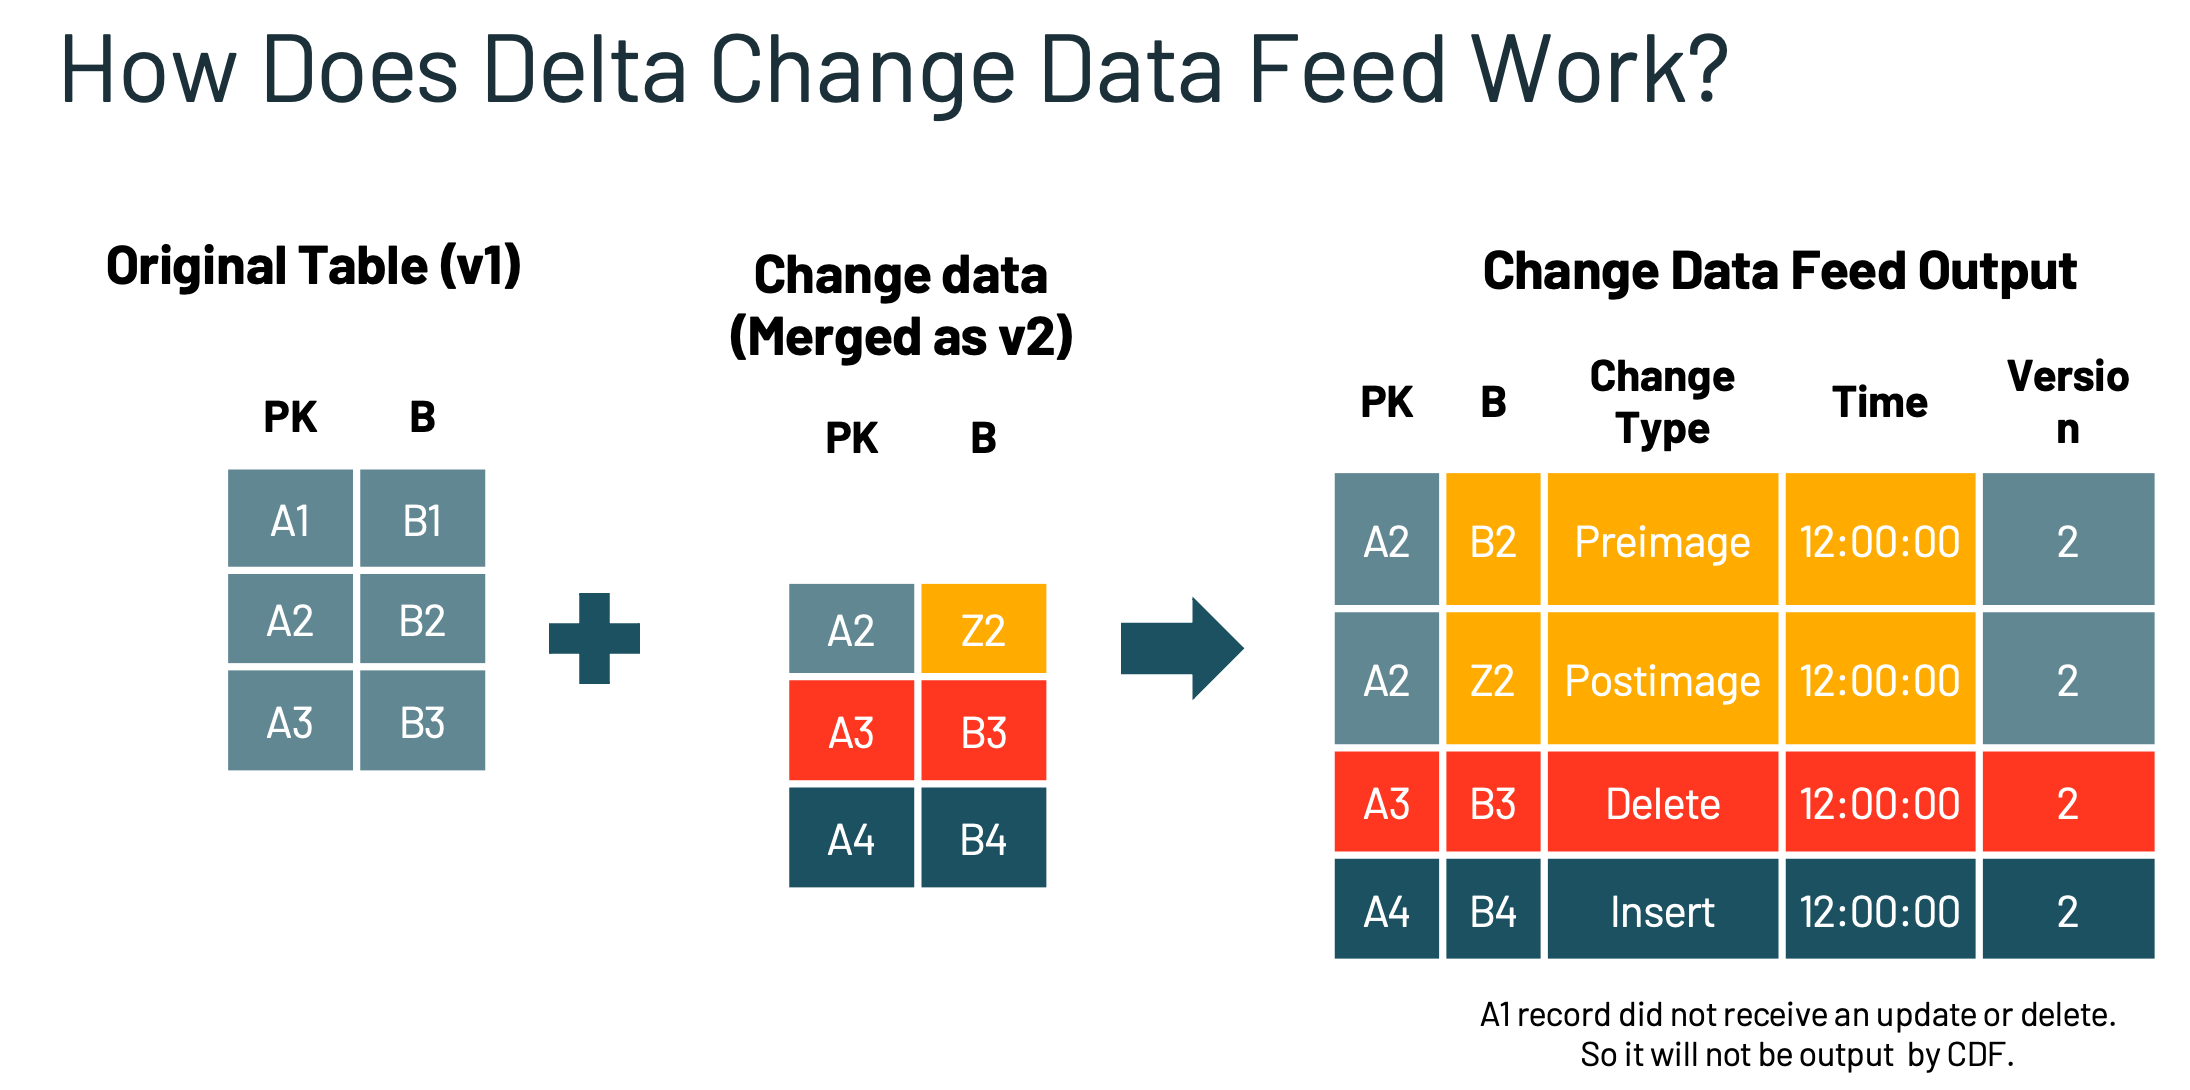 How Does Delta Change Data Feed Work?
Original Table (v1)
PK B
A1 B1
A2 B2
A3 B3
Change data
(Merged as v2)
PK B
A2 Z2
A3 B3
A4 B4
Change Data Feed Output
PK B Change Type Time Versio
n
A2 B2 Preimage 12:00:00 2
A2 Z2 Postimage 12:00:00 2
A3 B3 Delete 12:00:00 2
A4 B4 Insert 12:00:00 2
A1 record did not receive an update or delete.
So it will not be output by CDF.